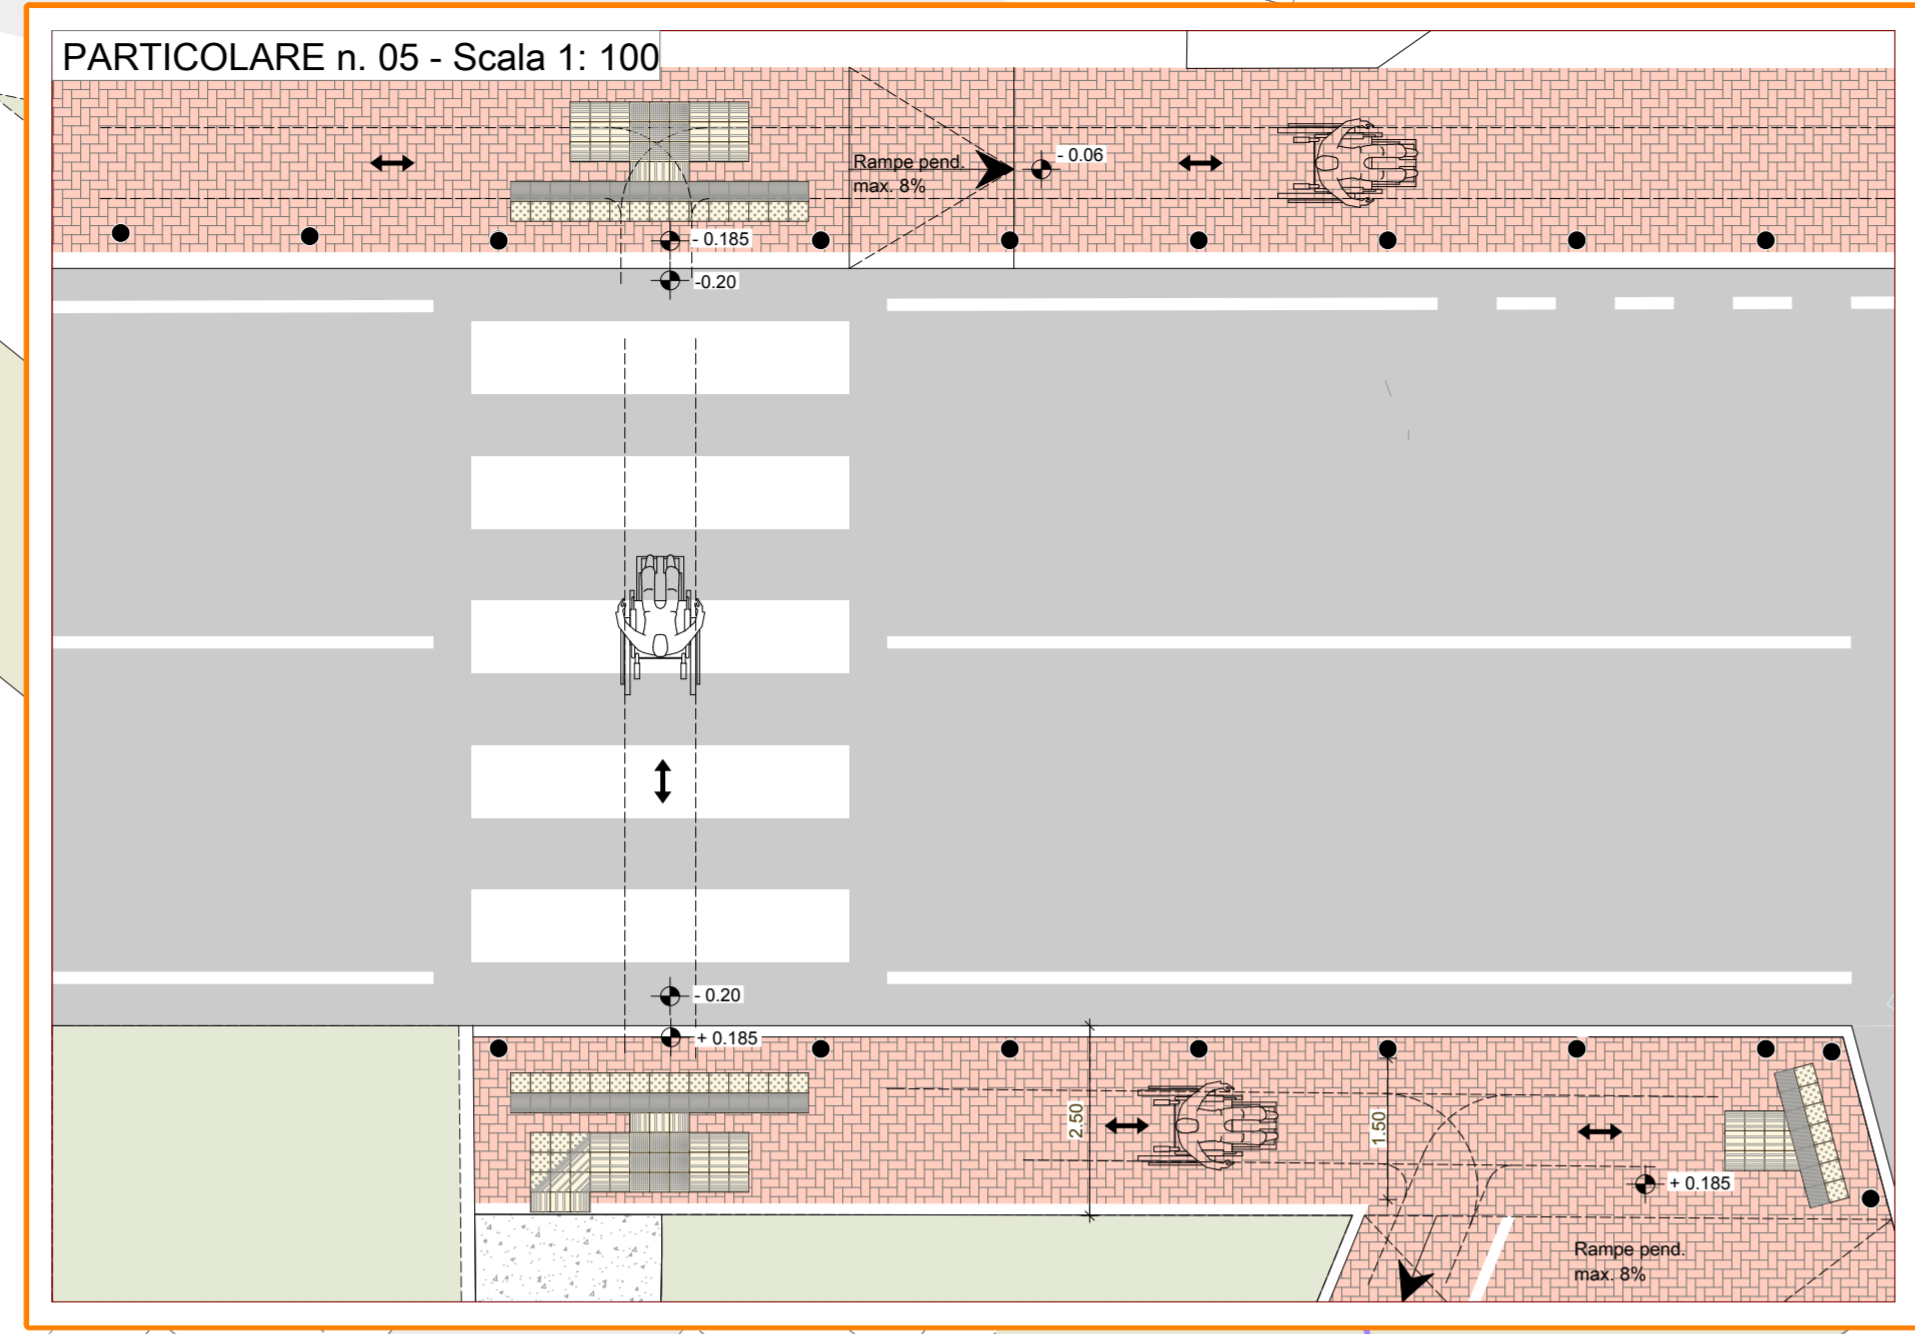 PARTICOLARE n. 05 - Scala 1: 100
Rampe pend.
max. 8%
- 0.06
- 0.185
-0.20
- 0.20
+ 0.185
2.50
1.50
+ 0.185
Rampe pend.
max. 8%